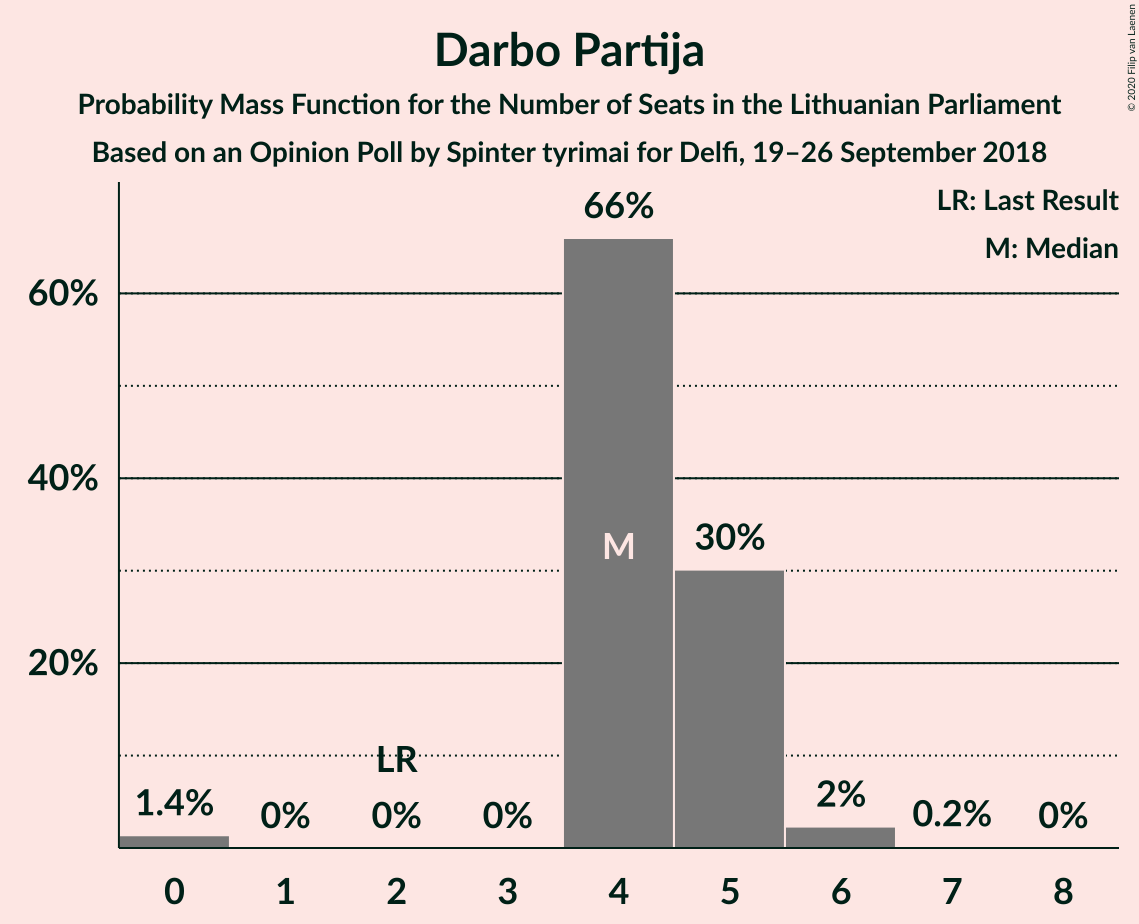 Darbo Partija
Probability Mass Function for the Number of Seats in the Lithuanian Parliament
Based on an Opinion Poll by Spinter tyrimai for Delfi, 19–26 September 2018
© 2020 Filip van Laenen
LR: Last Result
M: Median
66%
60%
40%
30%
M
20%
LR
1.4%
0%
0%
0%
2%
0.2%
0%
0 1 2 3 4 5 6 7 8